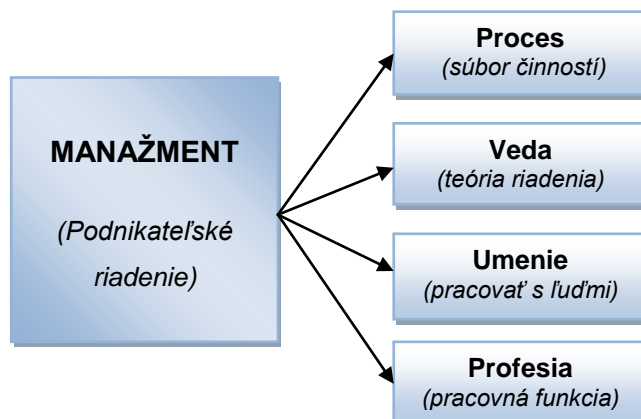 MANAŽMENT
(Podnikateľské
riadenie)
Proces
(súbor činností)
Veda
(teória riadenia)
Umenie
(pracovať s ľuďmi)
Profesia
(pracovná funkcia)